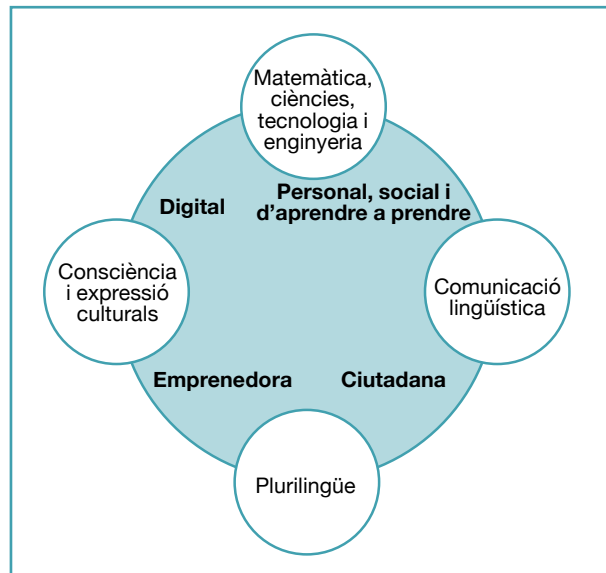 Matemàtica,
ciències,
tecnologia i
enginyeria
Digital
Personal, social i
d’aprendre a prendre
Consciència
i expressió
culturals
Comunicació
lingüística
Emprenedora
Ciutadana
Plurilingüe